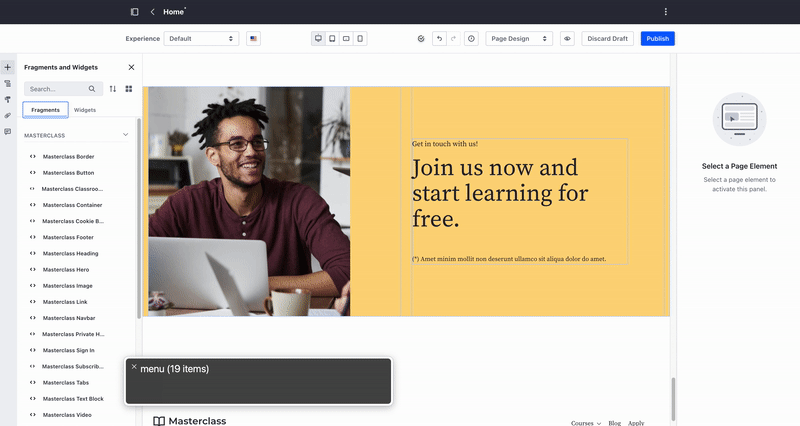 Home*
Experience
Default
Page Design
Discard Draft
Publish
Fragments and Widgets
Search...
Fragments
Widgets
MASTERCLASS
Masterclass Border
Masterclass Button
Masterclass Classroo...
Masterclass Container
Masterclass Cookie B...
Masterclass Footer
Masterclass Heading
Masterclass Hero
Masterclass Image
Masterclass Link
Masterclass Navbar
Masterclass Private H...
Masterclass Sign In
Masterclass Subscrib...
Masterclass Tabs
Masterclass Text Block
Masterclass Video
Get in touch with us!
Join us now and
start learning for
free.
(*) Amet minim mollit non deserunt ullamco sit aliqua dolor do amet.
Select a Page Element
Select a page element to
activate this panel.
menu (19 items)
Masterclass
Courses
Blog
Apply